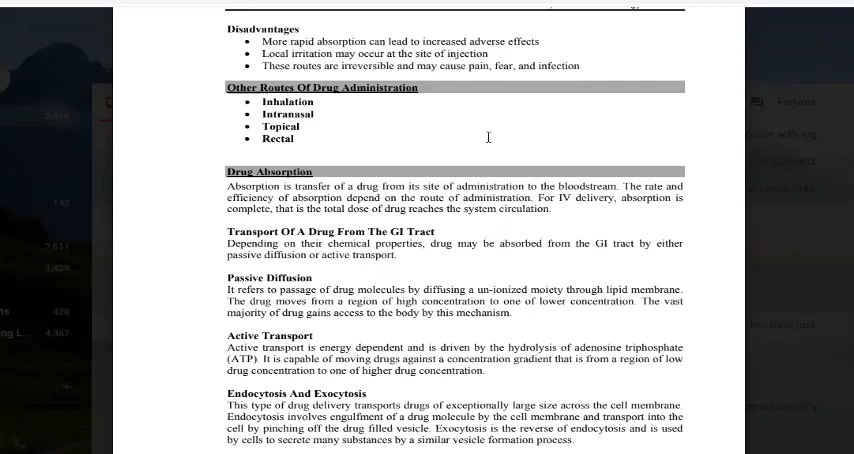 Disadvantages
• More rapid absorption can lead to increased adverse effects
• Local irritation may occur at the site of injection
• These routes are irreversible and may cause pain, fear, and infection
Other Routes Of Drug Administration
• Inhalation
• Intranasal
• Topical
• Rectal
Drug Absorption
Absorption is transfer of a drug from its site of administration to the bloodstream. The rate and
efficiency of absorption depend on the route of administration. For IV delivery, absorption is
complete, that is the total dose of drug reaches the system circulation.
Transport Of A Drug From The GI Tract
Depending on their chemical properties, drug may be absorbed from the GI tract by either
passive diffusion or active transport.
Passive Diffusion
It refers to passage of drug molecules by diffusing a un-ionized moiety through lipid membrane.
The drug moves from a region of high concentration to one of lower concentration. The vast
majority of drug gains access to the body by this mechanism.
Active Transport
Active transport is energy dependent and is driven by the hydrolysis of adenosine triphosphate
(ATP). It is capable of moving drugs against a concentration gradient that is from a region of low
drug concentration to one of higher drug concentration.
Endocytosis And Exocytosis
This type of drug delivery transports drugs of exceptionally large size across the cell membrane.
Endocytosis involves engulfment of a drug molecule by the cell membrane and transport into the
cell by pinching off the drug filled vesicle. Exocytosis is the reverse of endocytosis and is used
by cells to secrete many substances by a similar vesicle formation process.
143
7,611
1,429
428
4,367
Forums